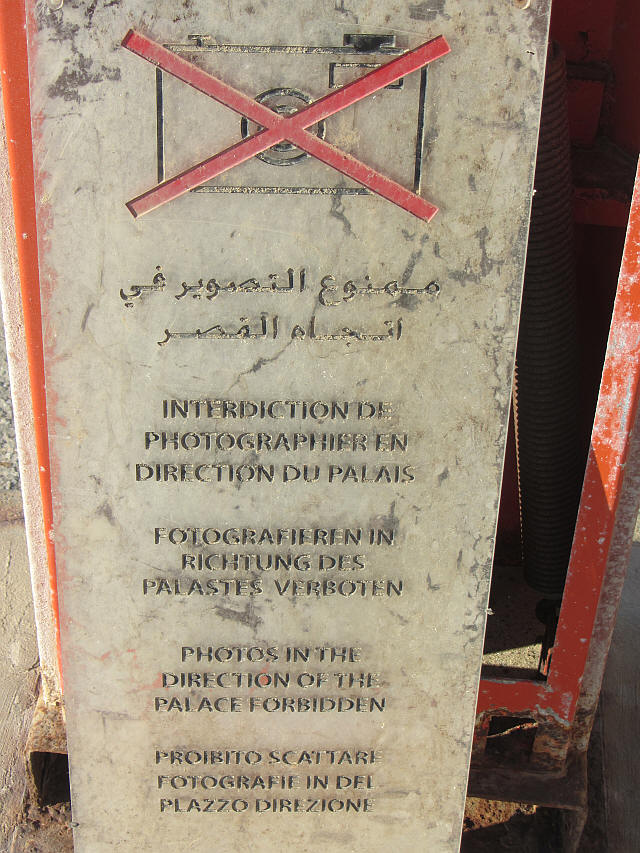 ممنوع التصوير في
اتجاه القصر
INTERDICTION DE
PHOTOGRAPHIER EN
DIRECTION DU PALAIS
FOTOGRAFIEREN IN
RICHTUNG DES
PALASTES VERBOTEN
PHOTOS IN THE
DIRECTION OF THE
PALACE FORBIDDEN
PROIBITO SCATTARE
FOTOGRAFIE IN DEL
PLAZZO DIREZIONE